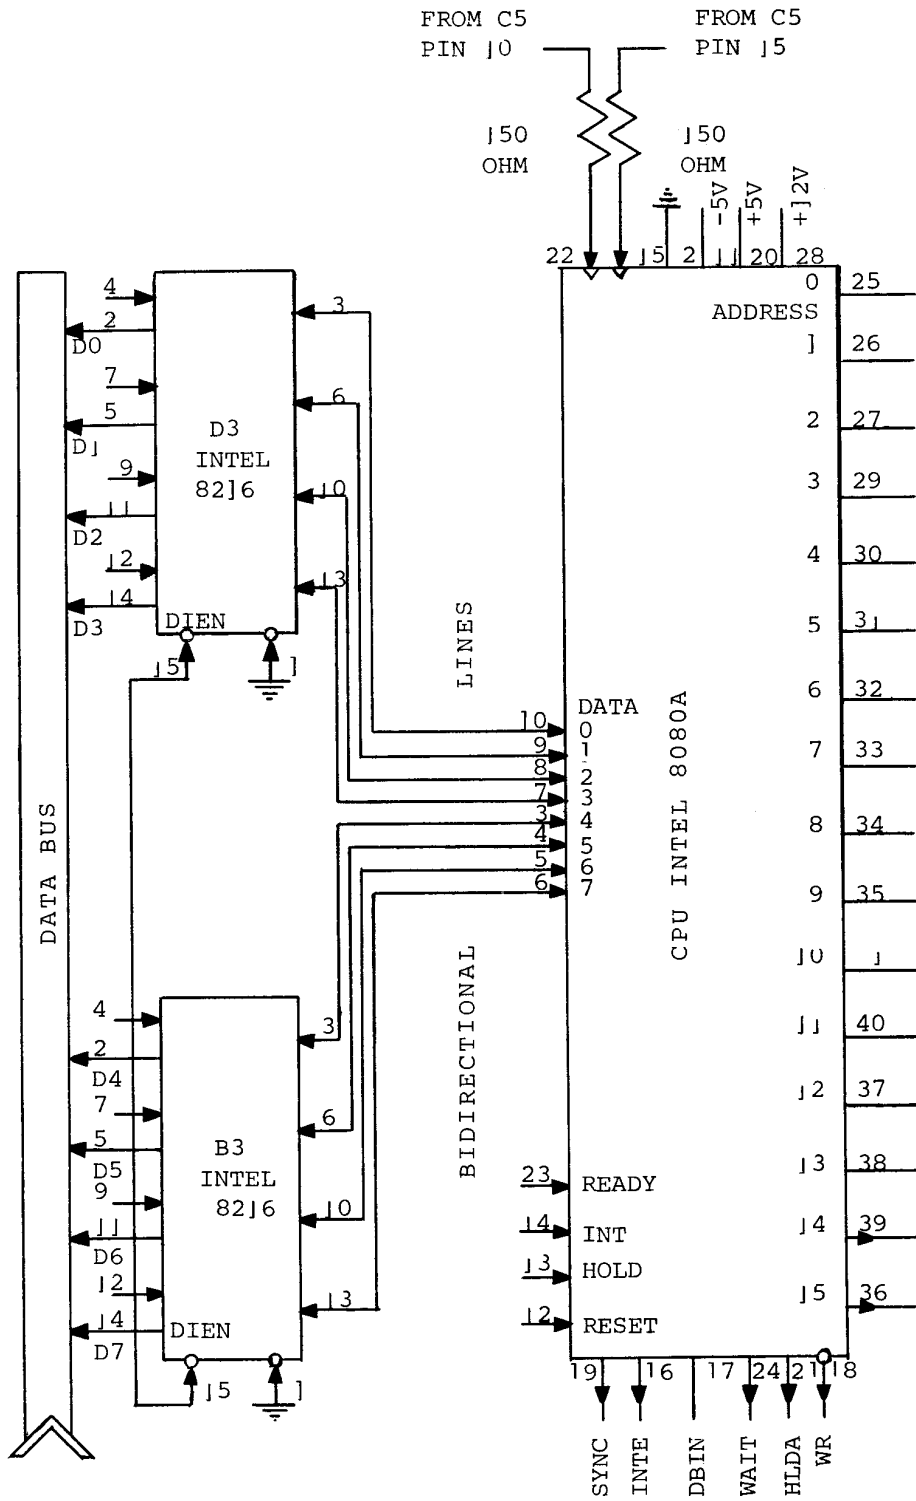 FROM C5
PIN 10
FROM C5
PIN 15
150
OHM
150
OHM
-5V
+5V
+12V
22
15
2
11
20
28
0
25
ADDRESS
1
26
2
27
3
29
4
30
5
31
6
32
7
33
8
34
9
35
10
1
11
40
12
37
13
38
14
39
15
36
4
2
D0
7
5
D1
9
11
D2
12
14
D3
D3
INTEL
8216
DIEN
15
1
3
6
10
13
LINES
BIDIRECTIONAL
DATA
10
0
9
1
8
2
7
3
3
4
4
5
5
6
6
7
CPU INTEL 8080A
DATA BUS
4
2
D4
7
5
D5
9
11
D6
12
14
D7
B3
INTEL
8216
DIEN
15
1
3
6
10
13
23
READY
14
INT
13
HOLD
12
RESET
19
16
17
24
21
18
SYNC
INTE
DBIN
WAIT
HLDA
WR